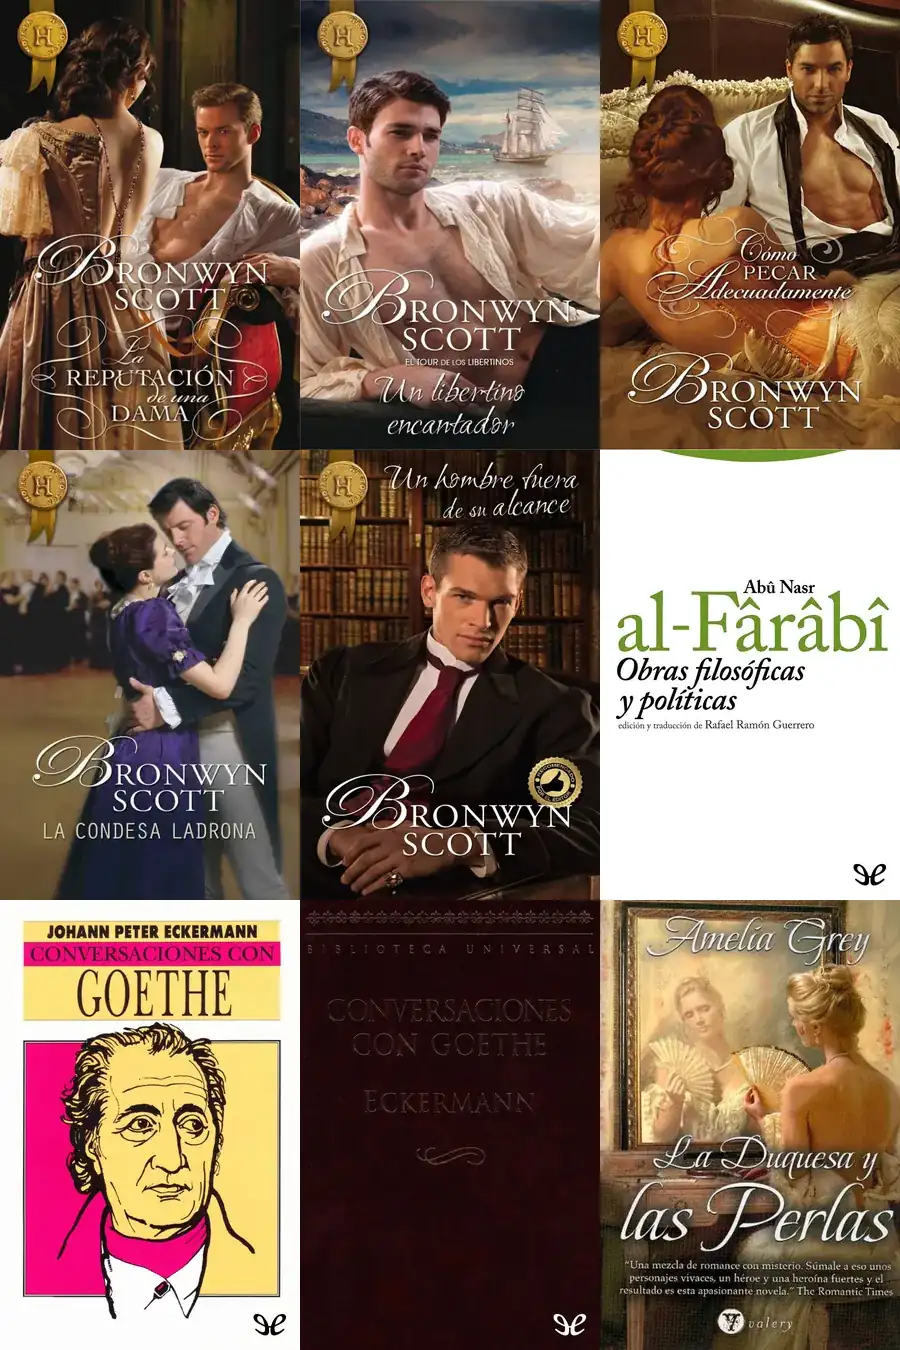 BRONWYN
SCOTT
La
REPUTACIÓN
de una
DAMA
BRONWYN
SCOTT
EL TOUR DE LOS LIBERTINOS
Un libertino
encantador
Cómo
PECAR
Adecuadamente
BRONWYN
SCOTT
BRONWYN
SCOTT
LA CONDESA LADRONA
Un hombre fuera
de su alcance
BRONWYN
SCOTT
Abû Nasr
al-Fârâbî
Obras filosóficas
y políticas
edición y traducción de Rafael Ramón Guerrero
JOHANN PETER ECKERMANN
CONVERSACIONES CON
GOETHE
BIBLIOTECA UNIVERSAL
CONVERSACIONES
CON GOETHE
ECKERMANN
Amelia Grey
La Duquesa y
las Perlas
"Una mezcla de romance con misterio. Súmale a eso unos
personajes vivaces, un héroe y una heroína fuertes y el
resultado es esta apasionante novela." The Romantic Times
valery